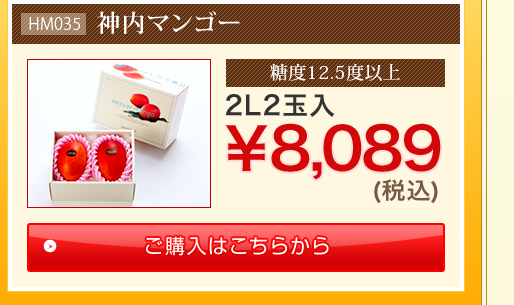 HM035 神内マンゴー
糖度12.5度以上
2L2玉入
¥8,089
(税込)
ご購入はこちらから